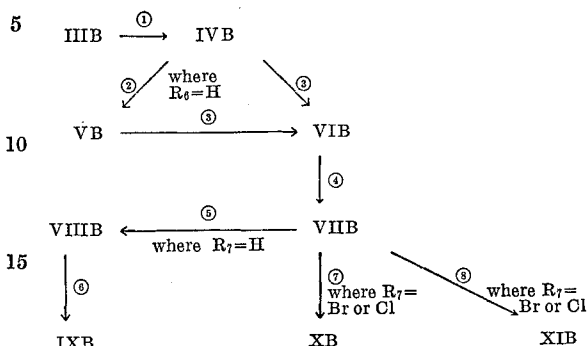 5
①
IIIB IVB
② where ③
R₆=H
10
③
VB VIB
④
⑤
VIIIB VIIB
where R₇=H
15
⑥ ⑦ ⑧
where R₇= where R₇=
Br or Cl Br or Cl
IXB XB XIB